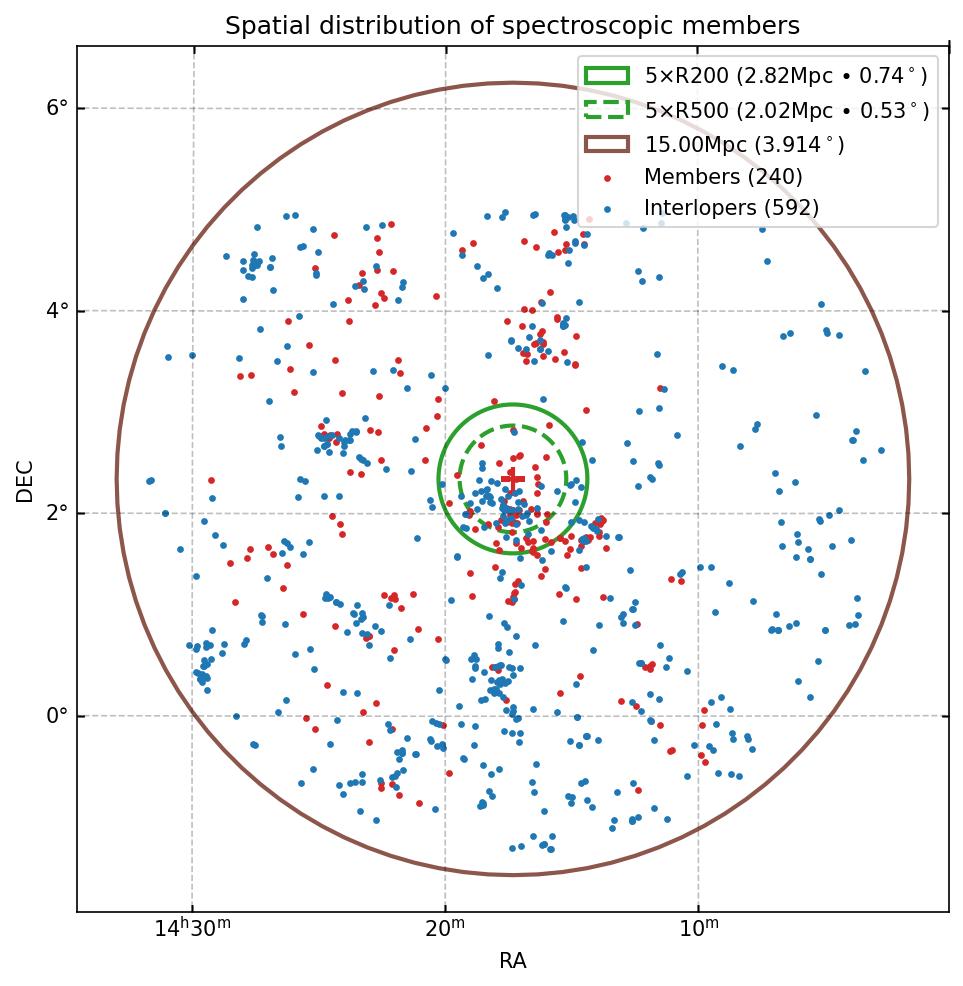 Spatial distribution of spectroscopic members
5×R200 (2.82Mpc • 0.74°)
5×R500 (2.02Mpc • 0.53°)
15.00Mpc (3.914°)
Members (240)
Interlopers (592)
6°
4°
2°
0°
DEC
14ʰ30ᵐ
20ᵐ
10ᵐ
RA